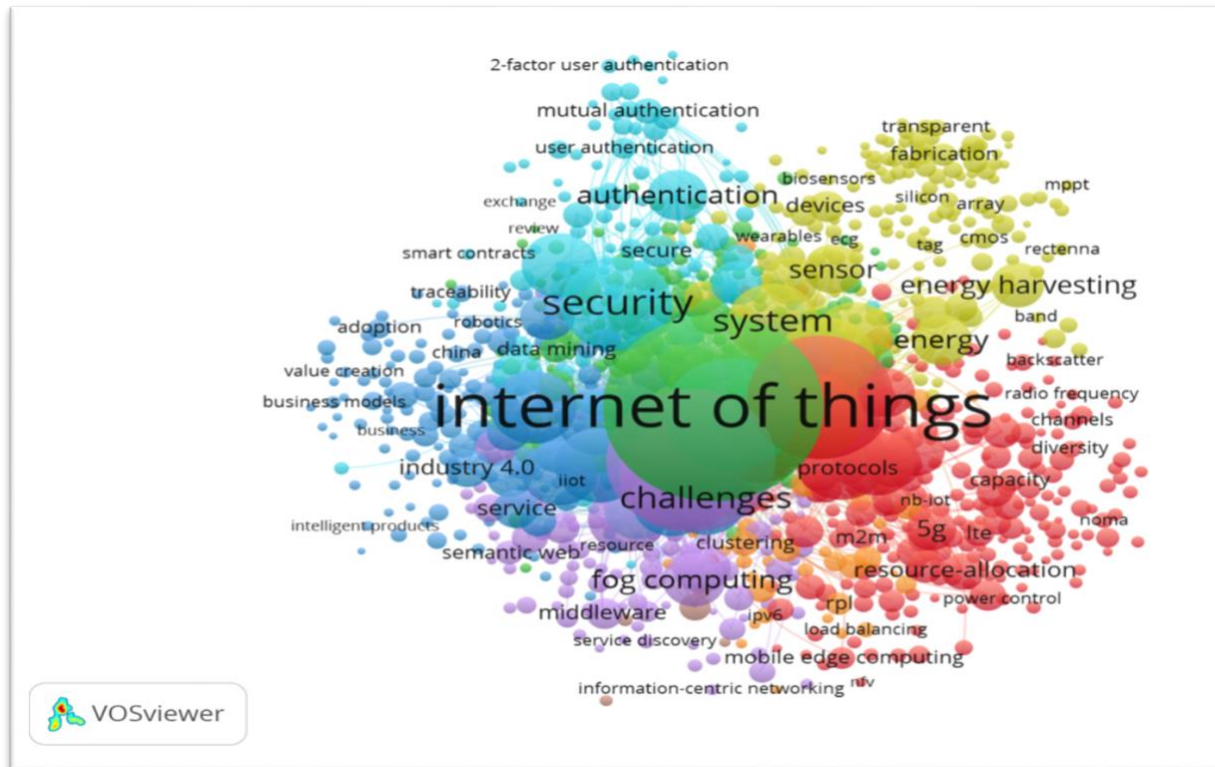 2-factor user authentication
mutual authentication
transparent
user authentication
fabrication
biosensors
mppt
authentication
silicon
exchange
devices
array
review
wearables
ecg
cmos
tag
smart contracts
secure
rectenna
sensor
energy harvesting
traceability
security
band
adoption
robotics
system
energy
china
data mining
backscatter
value creation
radio frequency
business models
internet of things
channels
business
diversity
industry 4.0
protocols
iiot
capacity
challenges
nb-iot
service
noma
intelligent products
5g
lte
m2m
semantic web
resource
clustering
resource-allocation
fog computing
power control
rpl
middleware
ipv6
load balancing
service discovery
mobile edge computing
nfv
information-centric networking
VOSviewer